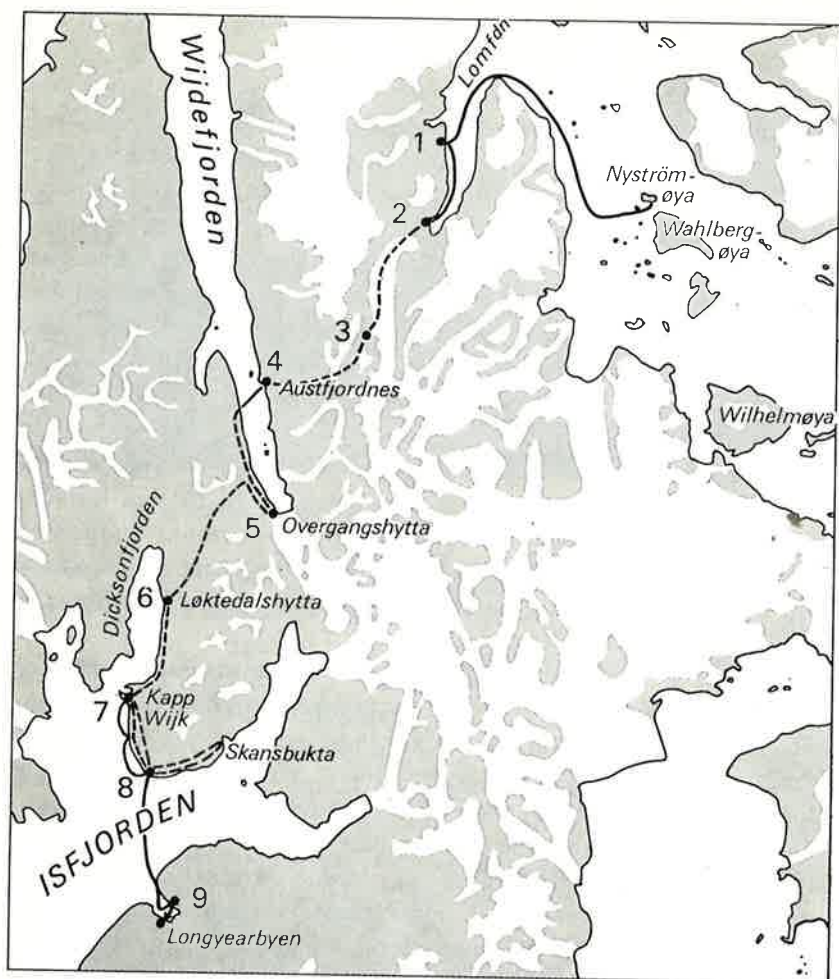 Wijdefjorden
Lomfdn
1
Nyström-
øya
2
Wahlberg-
øya
3
4
Austfjordnes
Wilhelmøya
5
Overgangshytta
Dicksonfjorden
6
Løktedalshytta
7
Kapp
Wijk
Skansbukta
8
ISFJORDEN
9
Longyearbyen